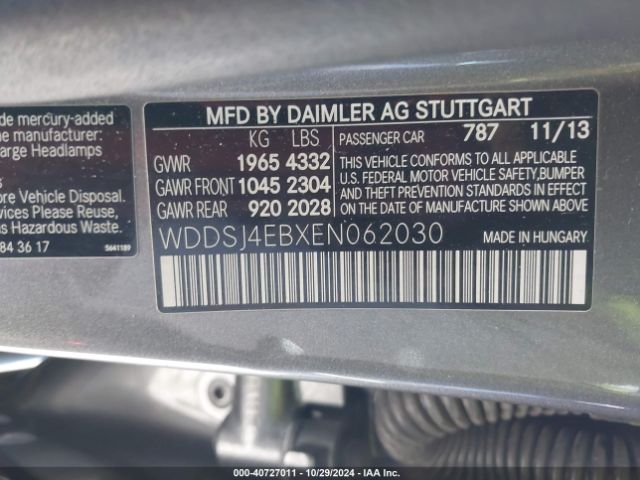 de mercury-added
ne manufacturer:
arge Headlamps
s
ore Vehicle Disposal.
vices Please Reuse,
s Hazardous Waste.
84 3617
5641189
MFD BY DAIMLER AG STUTTGART
KG LBS
PASSENGER CAR 787 11/13
GVWR 1965 4332
GAWR FRONT 1045 2304
GAWR REAR 920 2028
THIS VEHICLE CONFORMS TO ALL APPLICABLE
U.S. FEDERAL MOTOR VEHICLE SAFETY,BUMPER
AND THEFT PREVENTION STANDARDS IN EFFECT
ON THE DATE OF MANUFACTURE SHOWN ABOVE.
WDDSJ4EBXEN062030
MADE IN HUNGARY
000-40727011 - 10/29/2024 - IAA Inc.